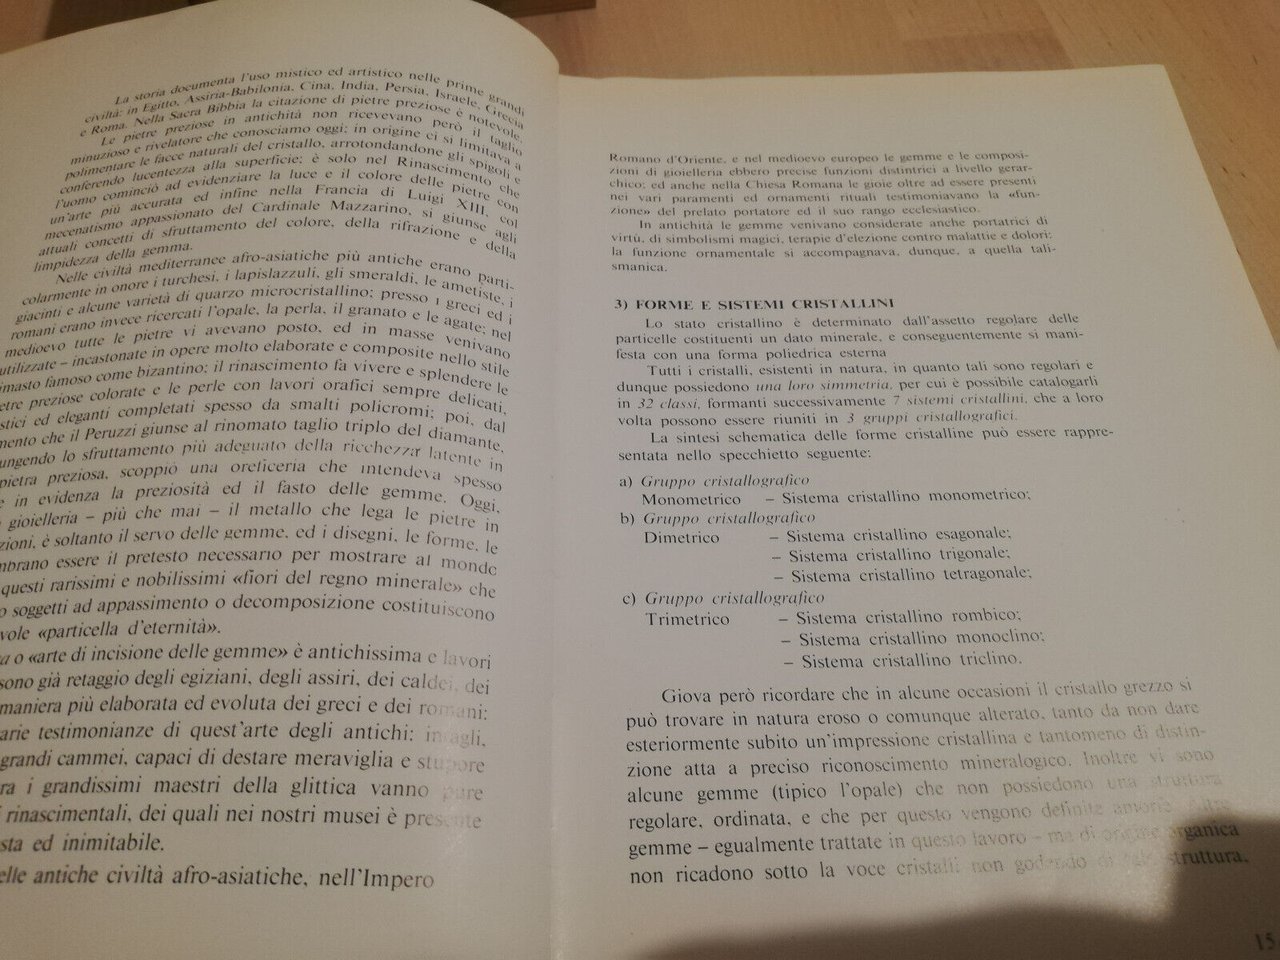 La storia documenta l'uso mistico ed artistico nelle prime grandi
civiltà: in Egitto, Assiria-Babilonia, Cina, India, Persia, Israele, Grecia
e Roma. Nella Sacra Bibbia la citazione di pietre preziose è notevole.
Le pietre preziose in antichità non ricevevano però il taglio
minuzioso e rivelatore che conosciamo oggi; in origine ci si limitava a
polimentare le facce naturali del cristallo, arrotondandone gli spigoli e
conferendo lucentezza alla superficie; è solo nel Rinascimento che
l'uomo cominciò ad evidenziare la luce e il colore delle pietre con
un'arte più accurata ed infine nella Francia di Luigi XIII, col
mecenatismo appassionato del Cardinale Mazzarino, si giunse agli
attuali concetti di sfruttamento del colore, della rifrazione e della
limpidezza della gemma.
Nelle civiltà mediterranee afro-asiatiche più antiche erano parti-
colarmente in onore i turchesi, i lapislazzuli, gli smeraldi, le ametiste, i
giacinti e alcune varietà di quarzo microcristallino; presso i greci ed i
romani erano invece ricercati l'opale, la perla, il granato e le agate; nel
medioevo tutte le pietre vi avevano posto, ed in masse venivano
utilizzate – incastonate in opere molto elaborate e composite nello stile
imasto famoso come bizantino; il rinascimento fa vivere e splendere le
etre preziose colorate e le perle con lavori orafici sempre delicati,
stici ed eleganti completati spesso da smalti policromi; poi, dal
mento che il Peruzzi giunse al rinomato taglio triplo del diamante,
ungendo lo sfruttamento più adeguato della ricchezza latente in
pietra preziosa, scoppiò una oreficeria che intendeva spesso
e in evidenza la preziosità ed il fasto delle gemme. Oggi,
gioielleria – più che mai – il metallo che lega le pietre in
zioni, è soltanto il servo delle gemme, ed i disegni, le forme, le
mbrano essere il pretesto necessario per mostrare al mondo
questi rarissimi e nobilissimi «fiori del regno minerale» che
o soggetti ad appassimento o decomposizione costituiscono
vole «particella d'eternità».
a o «arte di incisione delle gemme» è antichissima e lavori
sono già retaggio degli egiziani, degli assiri, dei caldei, dei
maniera più elaborata ed evoluta dei greci e dei romani;
arie testimonianze di quest'arte degli antichi: intagli,
grandi cammei, capaci di destare meraviglia e stupore
ra i grandissimi maestri della glittica vanno pure
i rinascimentali, dei quali nei nostri musei è presente
sta ed inimitabile.
elle antiche civiltà afro-asiatiche, nell'Impero
Romano d'Oriente, e nel medioevo europeo le gemme e le composi-
zioni di gioielleria ebbero precise funzioni distintrici a livello gerar-
chico; ed anche nella Chiesa Romana le gioie oltre ad essere presenti
nei vari paramenti ed ornamenti rituali testimoniavano la «fun-
zione» del prelato portatore ed il suo rango ecclesiastico.
In antichità le gemme venivano considerate anche portatrici di
virtù, di simbolismi magici, terapie d'elezione contro malattie e dolori;
la funzione ornamentale si accompagnava, dunque, a quella tali-
smanica.
3) FORME E SISTEMI CRISTALLINI
Lo stato cristallino è determinato dall'assetto regolare delle
particelle costituenti un dato minerale, e conseguentemente si mani-
festa con una forma poliedrica esterna
Tutti i cristalli, esistenti in natura, in quanto tali sono regolari e
dunque possiedono una loro simmetria, per cui è possibile catalogarli
in 32 classi, formanti successivamente 7 sistemi cristallini, che a loro
volta possono essere riuniti in 3 gruppi cristallografici.
La sintesi schematica delle forme cristalline può essere rappre-
sentata nello specchietto seguente:
a) Gruppo cristallografico
Monometrico – Sistema cristallino monometrico;
b) Gruppo cristallografico
Dimetrico – Sistema cristallino esagonale;
– Sistema cristallino trigonale;
– Sistema cristallino tetragonale;
c) Gruppo cristallografico
Trimetrico – Sistema cristallino rombico;
– Sistema cristallino monoclino;
– Sistema cristallino triclino.
Giova però ricordare che in alcune occasioni il cristallo grezzo si
può trovare in natura eroso o comunque alterato, tanto da non dare
esteriormente subito un'impressione cristallina e tantomeno di distin-
zione atta a preciso riconoscimento mineralogico. Inoltre vi sono
alcune gemme (tipico l'opale) che non possiedono una struttura
regolare, ordinata, e che per questo vengono definite amorfe. Altre
gemme – egualmente trattate in questo lavoro – ma di origine organica
non ricadono sotto la voce cristalli non godendo di tale struttura.
15